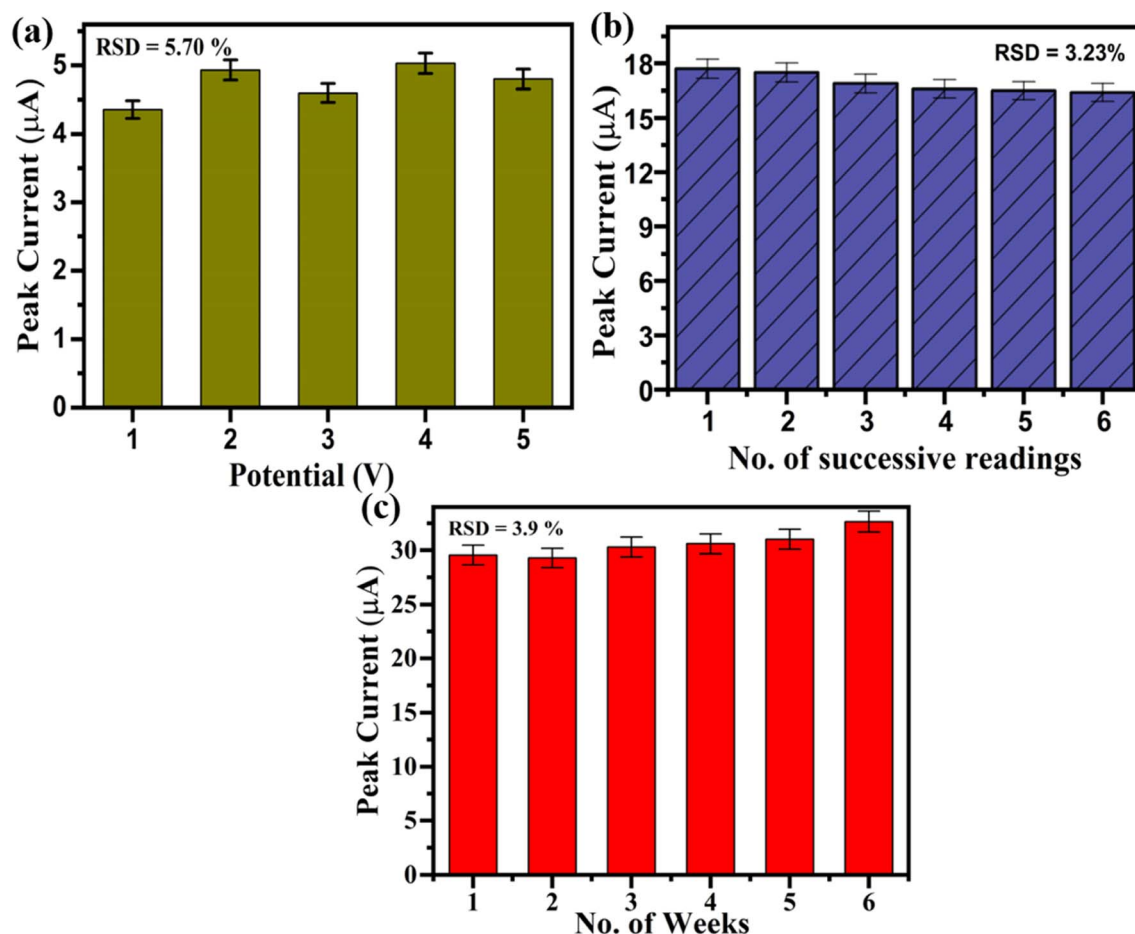 (a)
RSD = 5.70 %
Peak Current (μA)
5
4
3
2
1
0
1 2 3 4 5
Potential (V)
(b)
RSD = 3.23%
Peak Current (μA)
18
15
12
9
6
3
0
1 2 3 4 5 6
No. of successive readings
(c)
RSD = 3.9 %
Peak Current (μA)
30
25
20
15
10
5
0
1 2 3 4 5 6
No. of Weeks